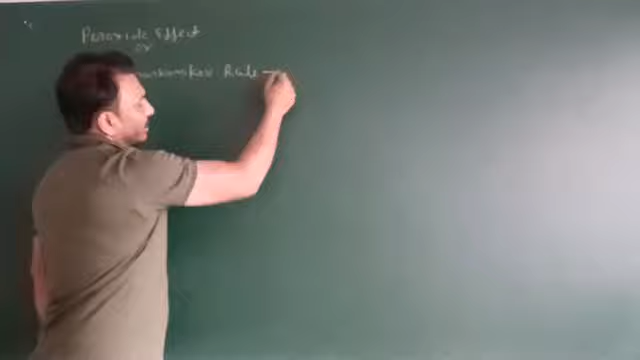 Peroxide Effect
or
Rule —